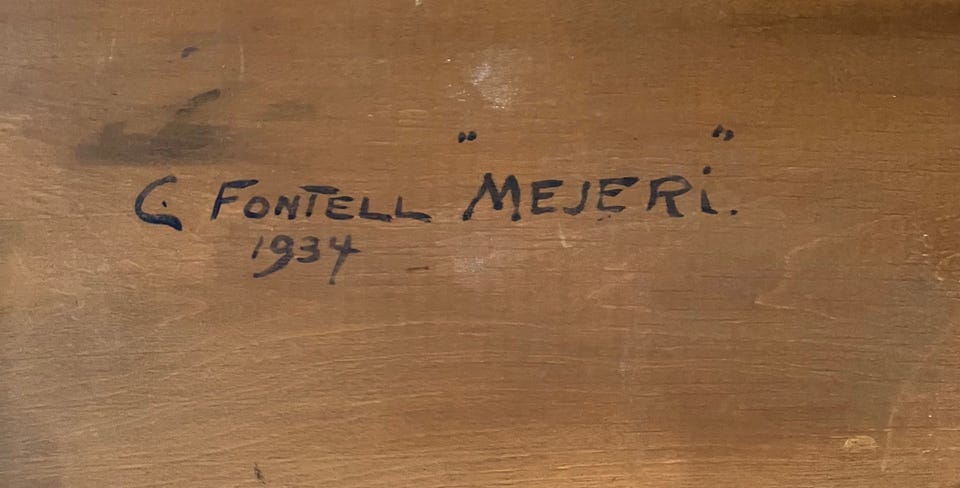 C. FONTELL "MEJERi."
1934